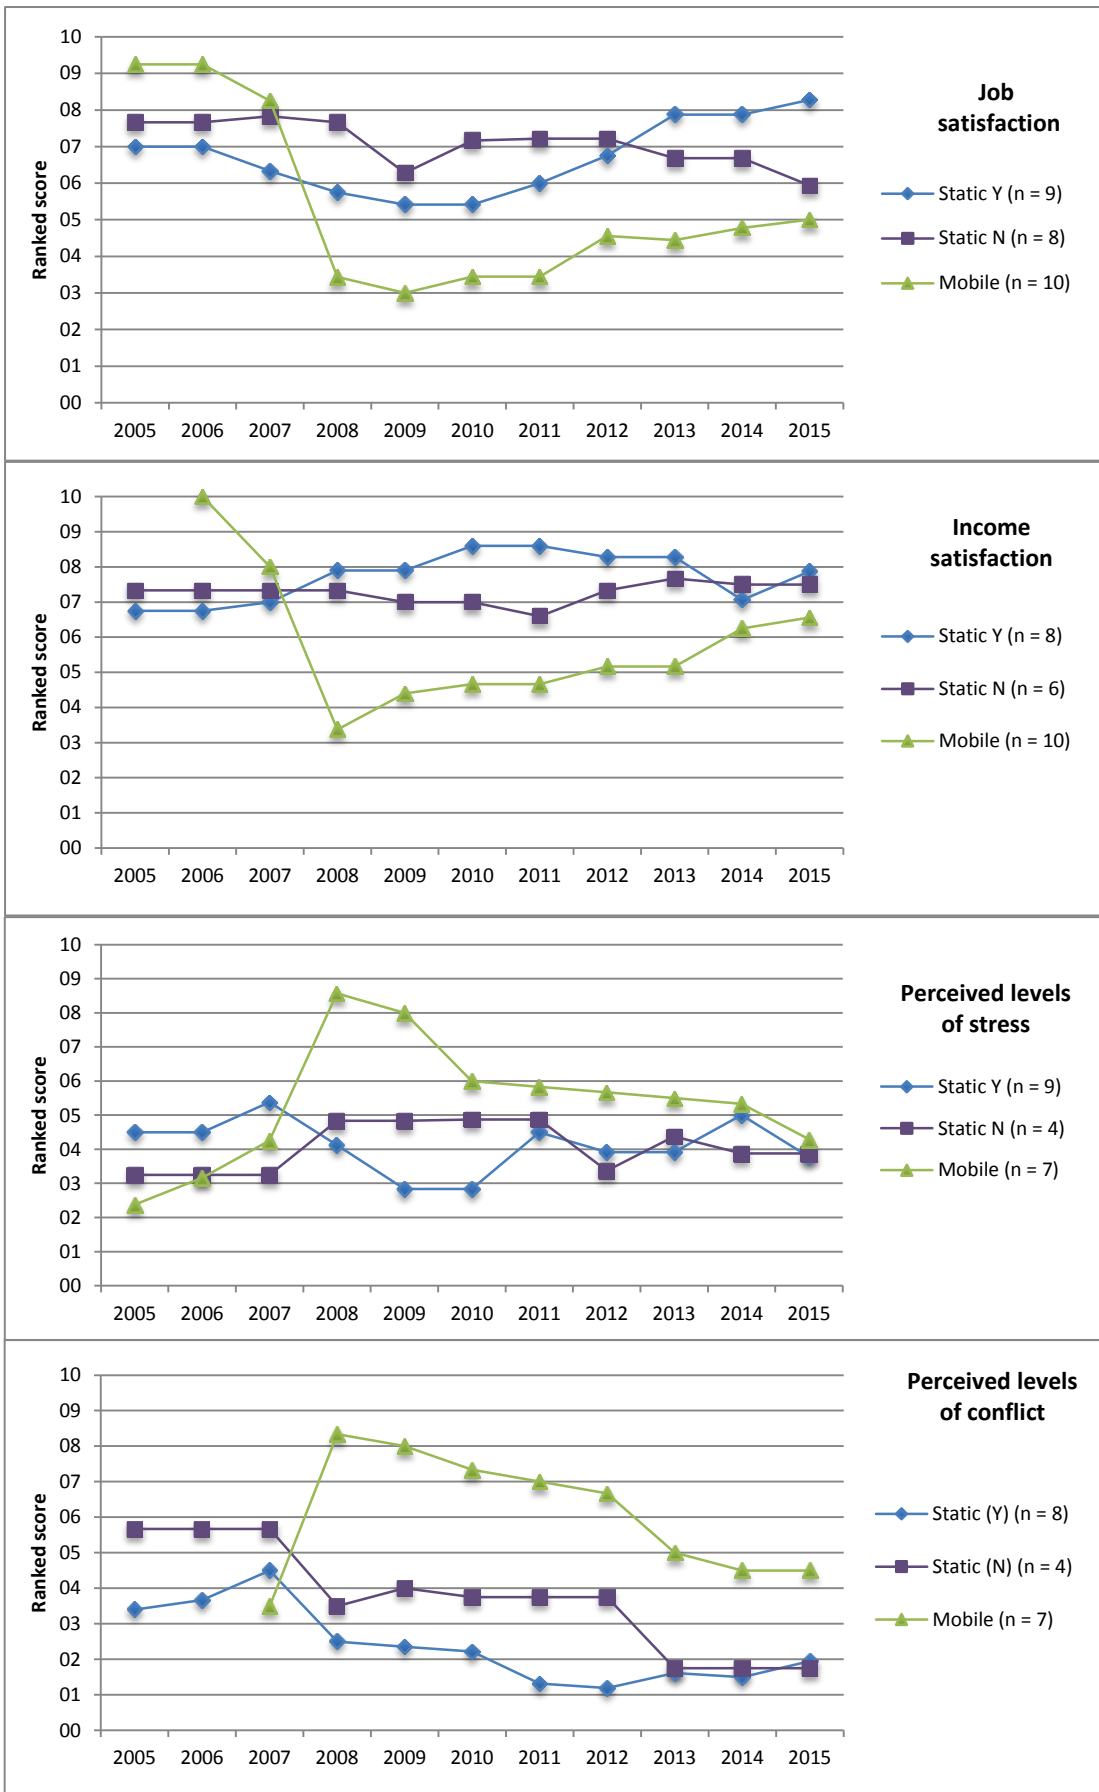 10
09
08
07
06
05
04
03
02
01
00
Ranked score
2005 2006 2007 2008 2009 2010 2011 2012 2013 2014 2015
Job
satisfaction
Static Y (n = 9)
Static N (n = 8)
Mobile (n = 10)
10
09
08
07
06
05
04
03
02
00
Ranked score
2005 2006 2007 2008 2009 2010 2011 2012 2013 2014 2015
Income
satisfaction
Static Y (n = 8)
Static N (n = 6)
Mobile (n = 10)
10
09
08
07
06
05
04
03
02
01
00
Ranked score
2005 2006 2007 2008 2009 2010 2011 2012 2013 2014 2015
Perceived levels
of stress
Static Y (n = 9)
Static N (n = 4)
Mobile (n = 7)
10
09
08
07
06
05
04
03
02
01
00
Ranked score
2005 2006 2007 2008 2009 2010 2011 2012 2013 2014 2015
Perceived levels
of conflict
Static (Y) (n = 8)
Static (N) (n = 4)
Mobile (n = 7)